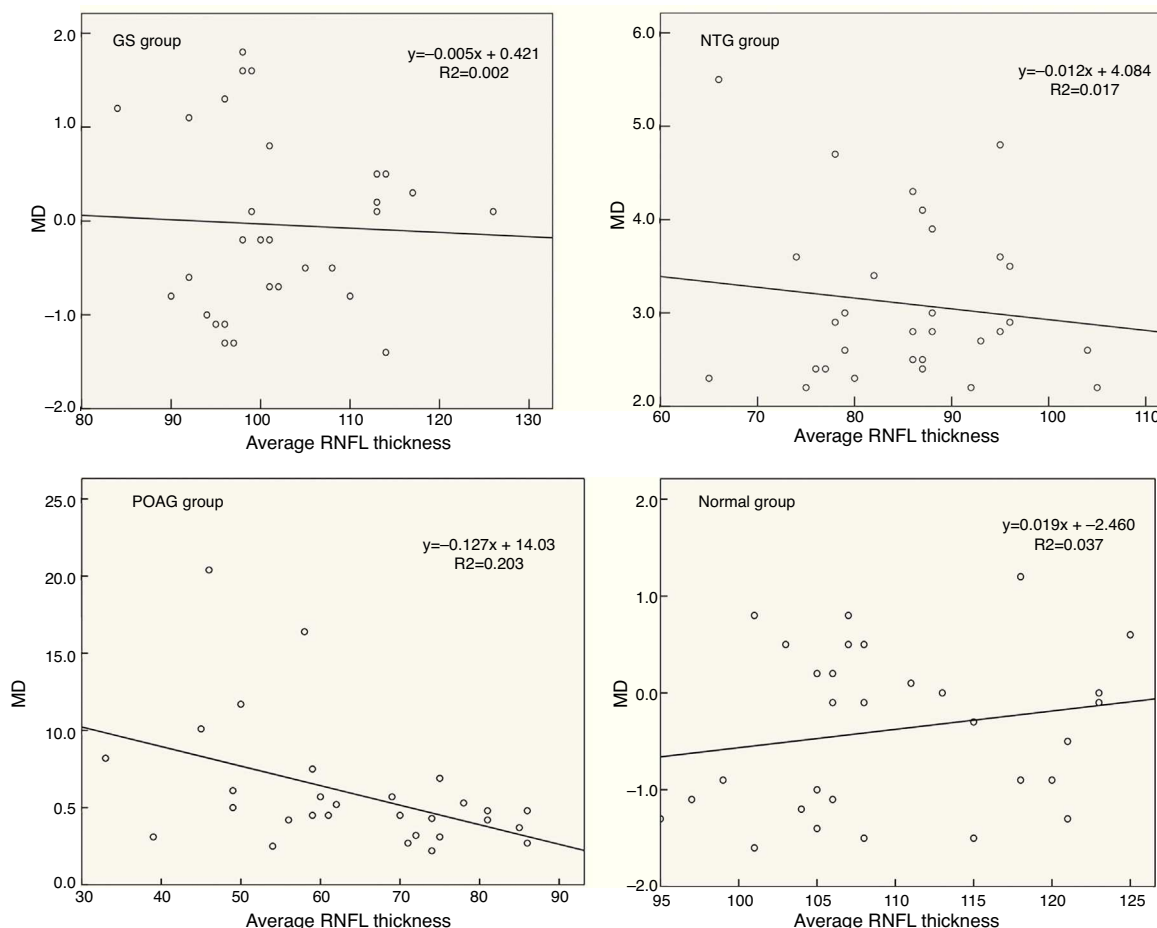 GS group
y=–0.005x + 0.421
R2=0.002
2.0
1.0
0.0
–1.0
–2.0
MD
80 90 100 110 120 130
Average RNFL thickness
NTG group
y=–0.012x + 4.084
R2=0.017
6.0
5.0
4.0
3.0
2.0
MD
60 70 80 90 100 110
Average RNFL thickness
POAG group
y=–0.127x + 14.03
R2=0.203
25.0
20.0
15.0
10.0
0.5
0.0
MD
30 40 50 60 70 80 90
Average RNFL thickness
Normal group
y=0.019x + –2.460
R2=0.037
2.0
1.0
0.0
–1.0
–2.0
MD
95 100 105 110 115 120 125
Average RNFL thickness